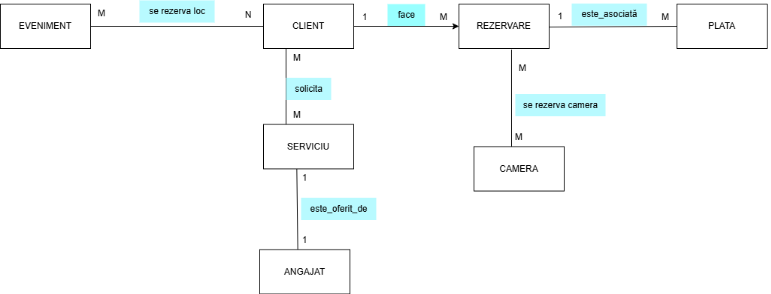 EVENIMENT
M
se rezerva loc
N
CLIENT
1
face
M
REZERVARE
1
este_asociată
M
PLATA
M
solicita
M
SERVICIU
M
se rezerva camera
M
CAMERA
1
este_oferit_de
1
ANGAJAT